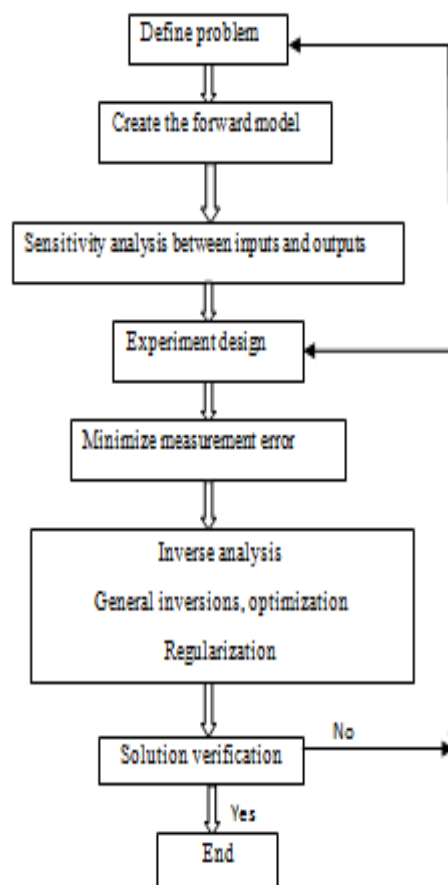 Define problem
Create the forward model
Sensitivity analysis between inputs and outputs
Experiment design
Minimize measurement error
Inverse analysis
General inversions, optimization
Regularization
Solution verification
No
Yes
End